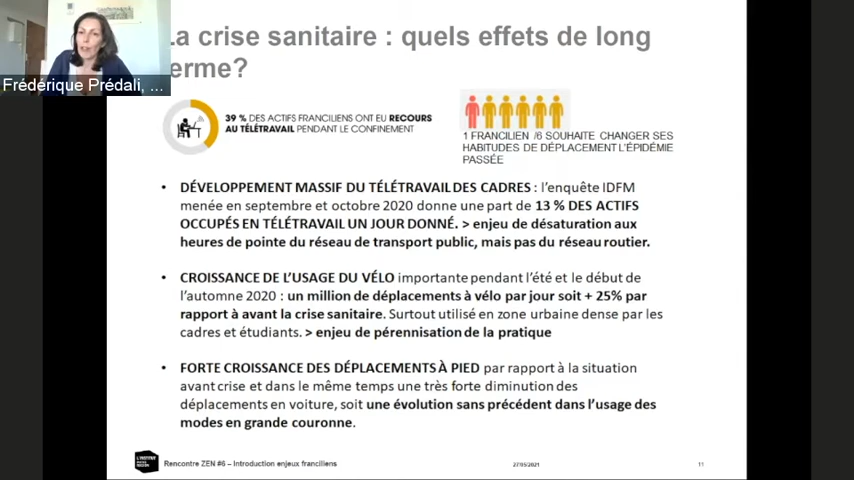 La crise sanitaire : quels effets de long
terme?
Frédérique Prédali, ...
39 % DES ACTIFS FRANCILIENS ONT EU RECOURS
AU TÉLÉTRAVAIL PENDANT LE CONFINEMENT
1 FRANCILIEN /6 SOUHAITE CHANGER SES
HABITUDES DE DÉPLACEMENT L'ÉPIDÉMIE
PASSÉE
• DÉVELOPPEMENT MASSIF DU TÉLÉTRAVAIL DES CADRES : l'enquête IDFM
menée en septembre et octobre 2020 donne une part de 13 % DES ACTIFS
OCCUPÉS EN TÉLÉTRAVAIL UN JOUR DONNÉ. > enjeu de désaturation aux
heures de pointe du réseau de transport public, mais pas du réseau routier.
• CROISSANCE DE L'USAGE DU VÉLO importante pendant l'été et le début de
l'automne 2020 : un million de déplacements à vélo par jour soit + 25% par
rapport à avant la crise sanitaire. Surtout utilisé en zone urbaine dense par les
cadres et étudiants. > enjeu de pérennisation de la pratique
• FORTE CROISSANCE DES DÉPLACEMENTS À PIED par rapport à la situation
avant crise et dans le même temps une très forte diminution des
déplacements en voiture, soit une évolution sans précédent dans l'usage des
modes en grande couronne.
L'INSTITUT
Rencontre ZEN #6 – Introduction enjeux franciliens
27/05/2021
11